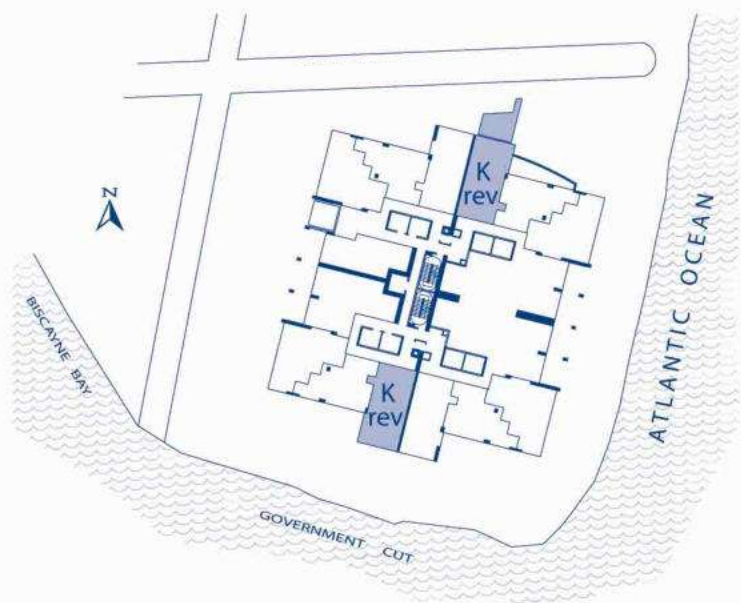 K
rev
N
ATLANTIC OCEAN
BISCAYNE BAY
K
rev
GOVERNMENT CUT